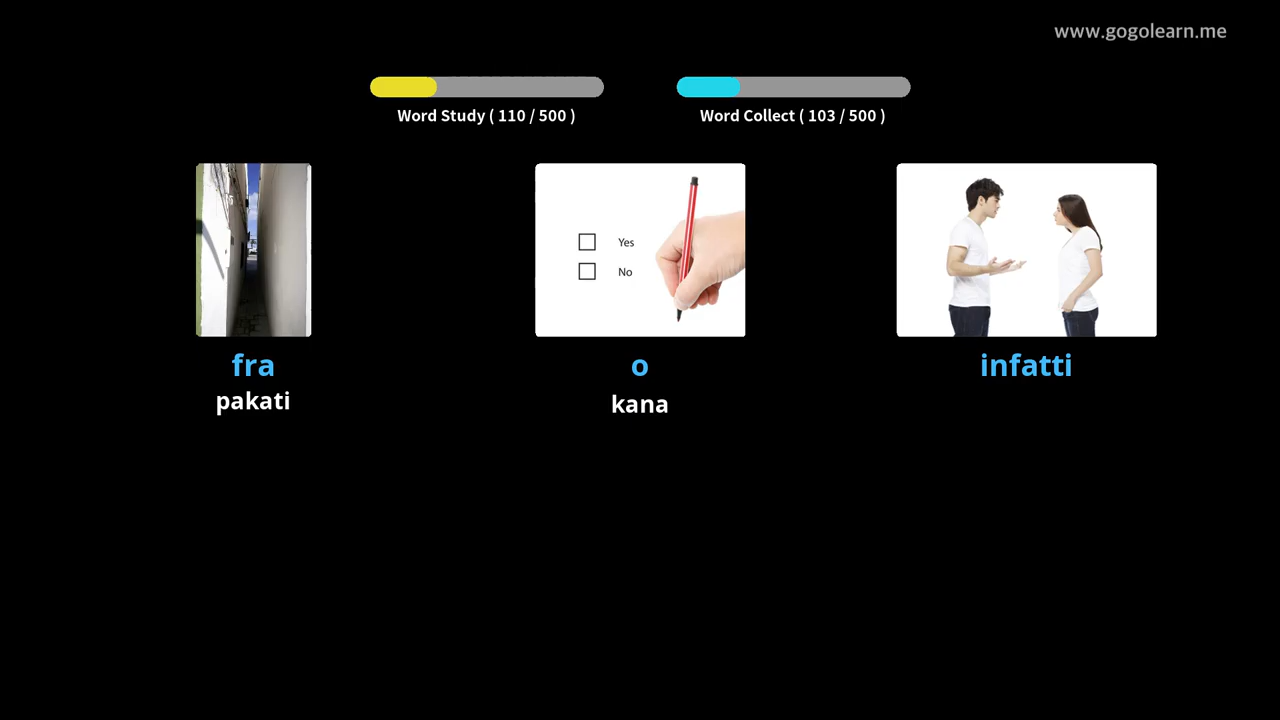 www.gogolearn.me
Word Study ( 110 / 500 )
Word Collect ( 103 / 500 )
Yes
No
fra
pakati
o
kana
infatti